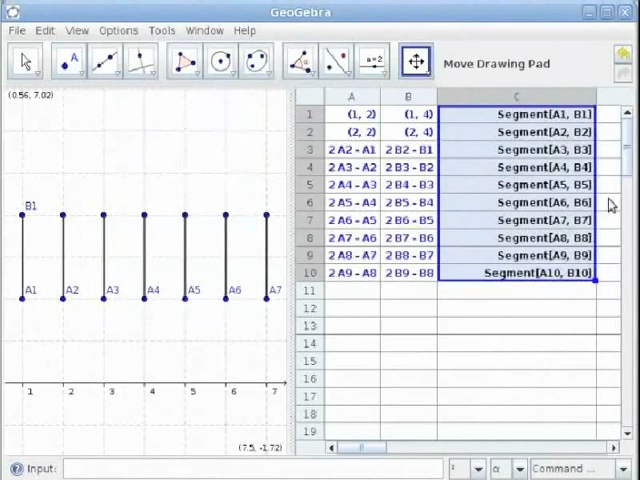 GeoGebra
File Edit View Options Tools Window Help
A a=2 Move Drawing Pad
(0.56, 7.02)
B1
A1 A2 A3 A4 A5 A6 A7
1 2 3 4 5 6 7
(7.5, -1.72)
A B C
1 (1, 2) (1, 4) Segment[A1, B1]
2 (2, 2) (2, 4) Segment[A2, B2]
3 2 A2 - A1 2 B2 - B1 Segment[A3, B3]
4 2 A3 - A2 2 B3 - B2 Segment[A4, B4]
5 2 A4 - A3 2 B4 - B3 Segment[A5, B5]
6 2 A5 - A4 2 B5 - B4 Segment[A6, B6]
7 2 A6 - A5 2 B6 - B5 Segment[A7, B7]
8 2 A7 - A6 2 B7 - B6 Segment[A8, B8]
9 2 A8 - A7 2 B8 - B7 Segment[A9, B9]
10 2 A9 - A8 2 B9 - B8 Segment[A10, B10]
11
12
13
14
15
16
17
18
19
Input: ² α Command ...